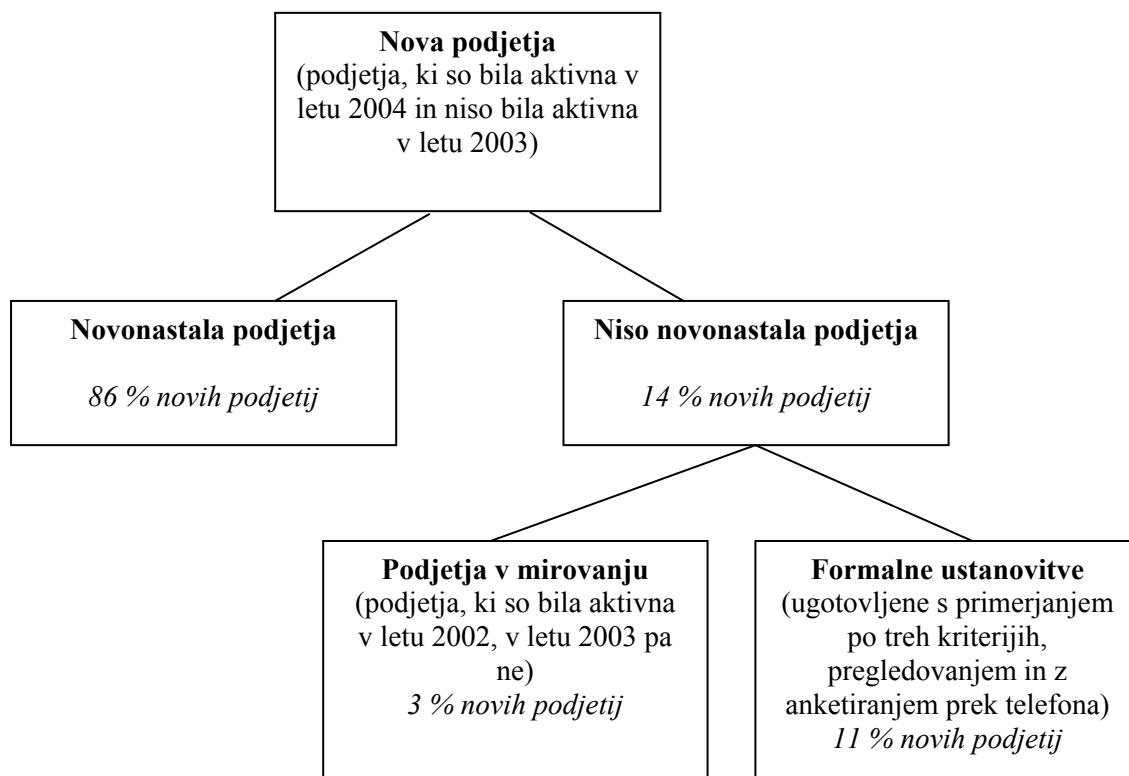 Nova podjetja
(podjetja, ki so bila aktivna v
letu 2004 in niso bila aktivna
v letu 2003)
Novonastala podjetja
86 % novih podjetij
Niso novonastala podjetja
14 % novih podjetij
Podjetja v mirovanju
(podjetja, ki so bila aktivna
v letu 2002, v letu 2003 pa
ne)
3 % novih podjetij
Formalne ustanovitve
(ugotovljene s primerjanjem
po treh kriterijih,
pregledovanjem in z
anketiranjem prek telefona)
11 % novih podjetij